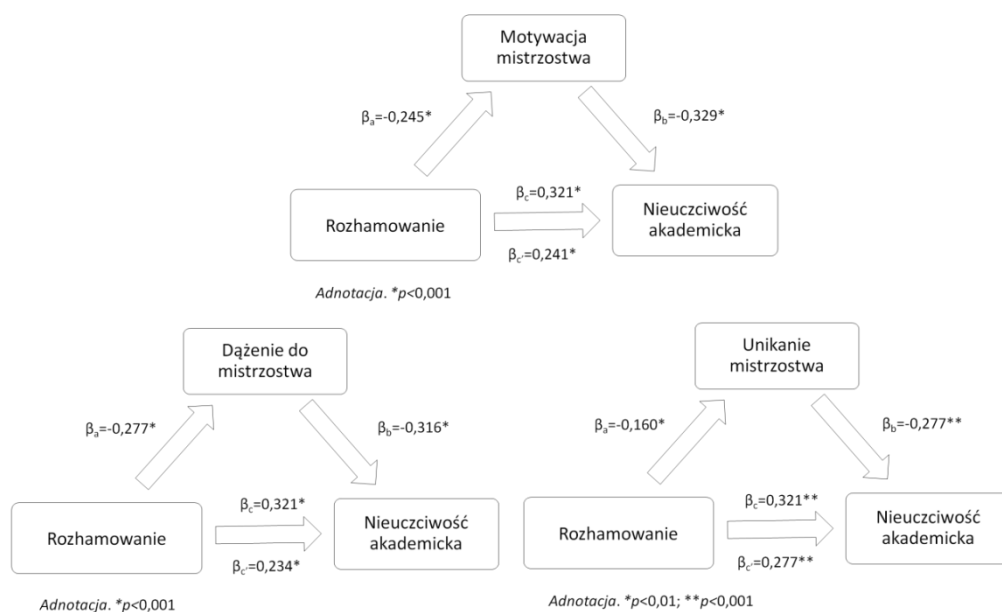 Motywacja
mistrzostwa
βa=-0,245*
βb=-0,329*
βc=0,321*
Rozhamowanie
Nieuczciwość
akademicka
βc'=0,241*
Adnotacja. *p<0,001
Dążenie do
mistrzostwa
βa=-0,277*
βb=-0,316*
βc=0,321*
Rozhamowanie
Nieuczciwość
akademicka
βc'=0,234*
Adnotacja. *p<0,001
Unikanie
mistrzostwa
βa=-0,160*
βb=-0,277**
βc=0,321**
Rozhamowanie
Nieuczciwość
akademicka
βc'=0,277**
Adnotacja. *p<0,01; **p<0,001